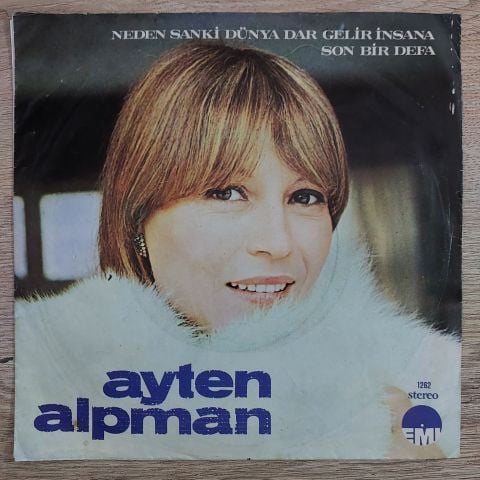 NEDEN SANKİ DÜNYA DAR GELİR İNSANA
SON BİR DEFA
ayten
alpman
1262
stereo
EMI